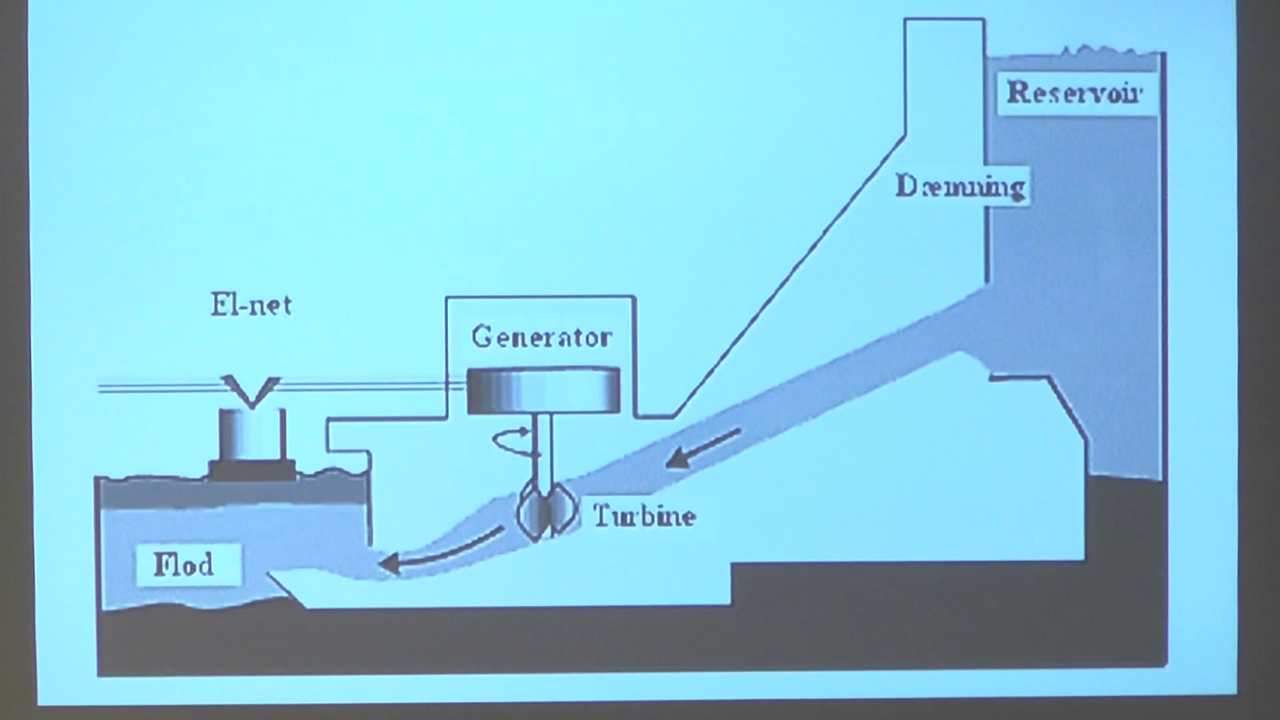 Reservoir
Dæmning
El-net
Generator
Turbine
Flod